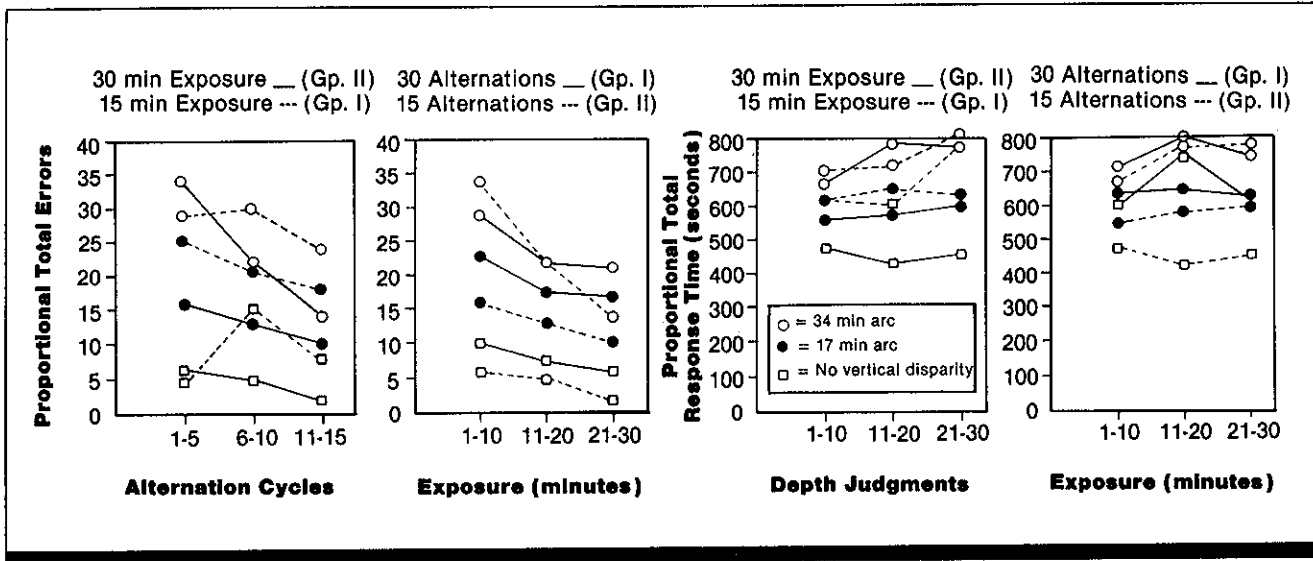 30 min Exposure __ (Gp. II)
15 min Exposure --- (Gp. I)
Proportional Total Errors
40
35
30
25
20
15
10
5
0
1-5 6-10 11-15
Alternation Cycles
30 Alternations __ (Gp. I)
15 Alternations --- (Gp. II)
40
35
30
25
20
15
10
5
0
1-10 11-20 21-30
Exposure (minutes)
30 min Exposure __ (Gp. II)
15 min Exposure --- (Gp. I)
Proportional Total
Response Time (seconds)
800
700
600
500
400
300
200
100
0
○ = 34 min arc
● = 17 min arc
□ = No vertical disparity
1-10 11-20 21-30
Depth Judgments
30 Alternations __ (Gp. I)
15 Alternations --- (Gp. II)
800
700
600
500
400
300
200
100
0
1-10 11-20 21-30
Exposure (minutes)